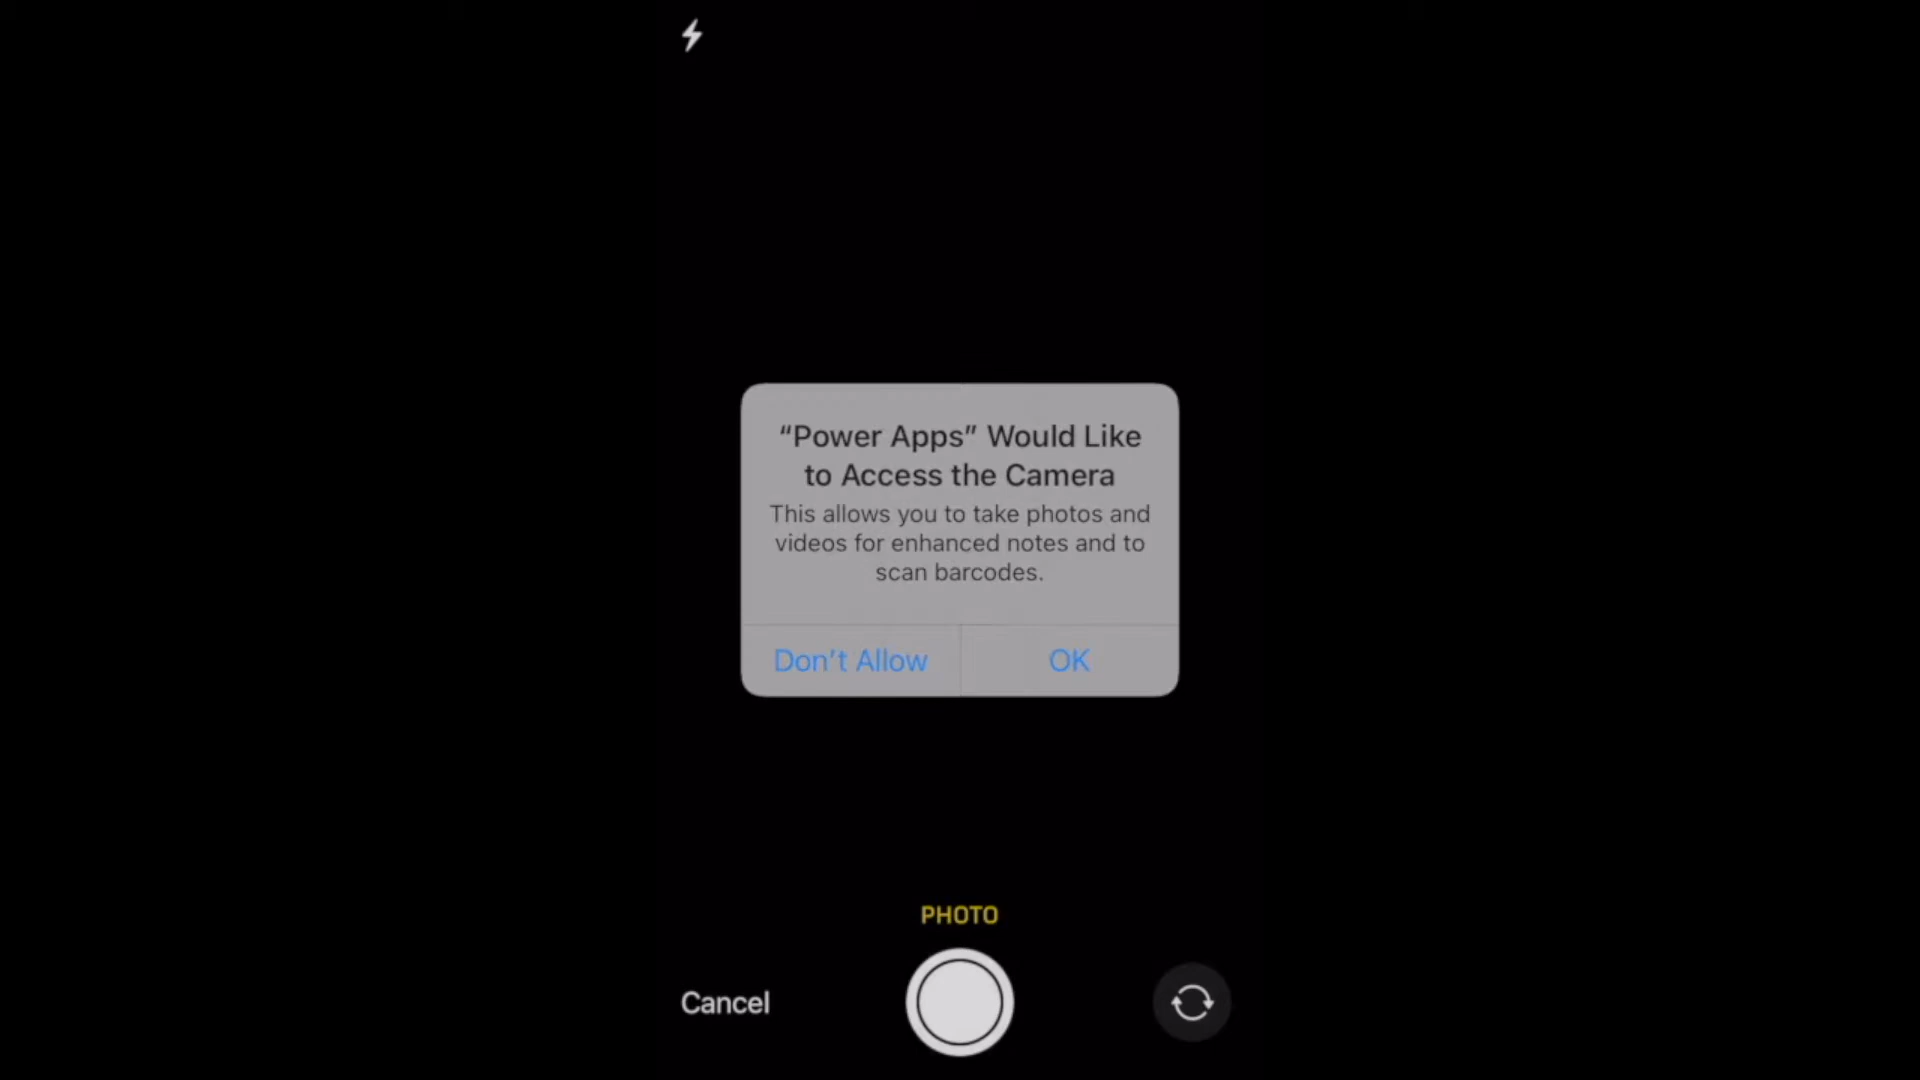 “Power Apps” Would Like
to Access the Camera
This allows you to take photos and
videos for enhanced notes and to
scan barcodes.
Don’t Allow
OK
PHOTO
Cancel